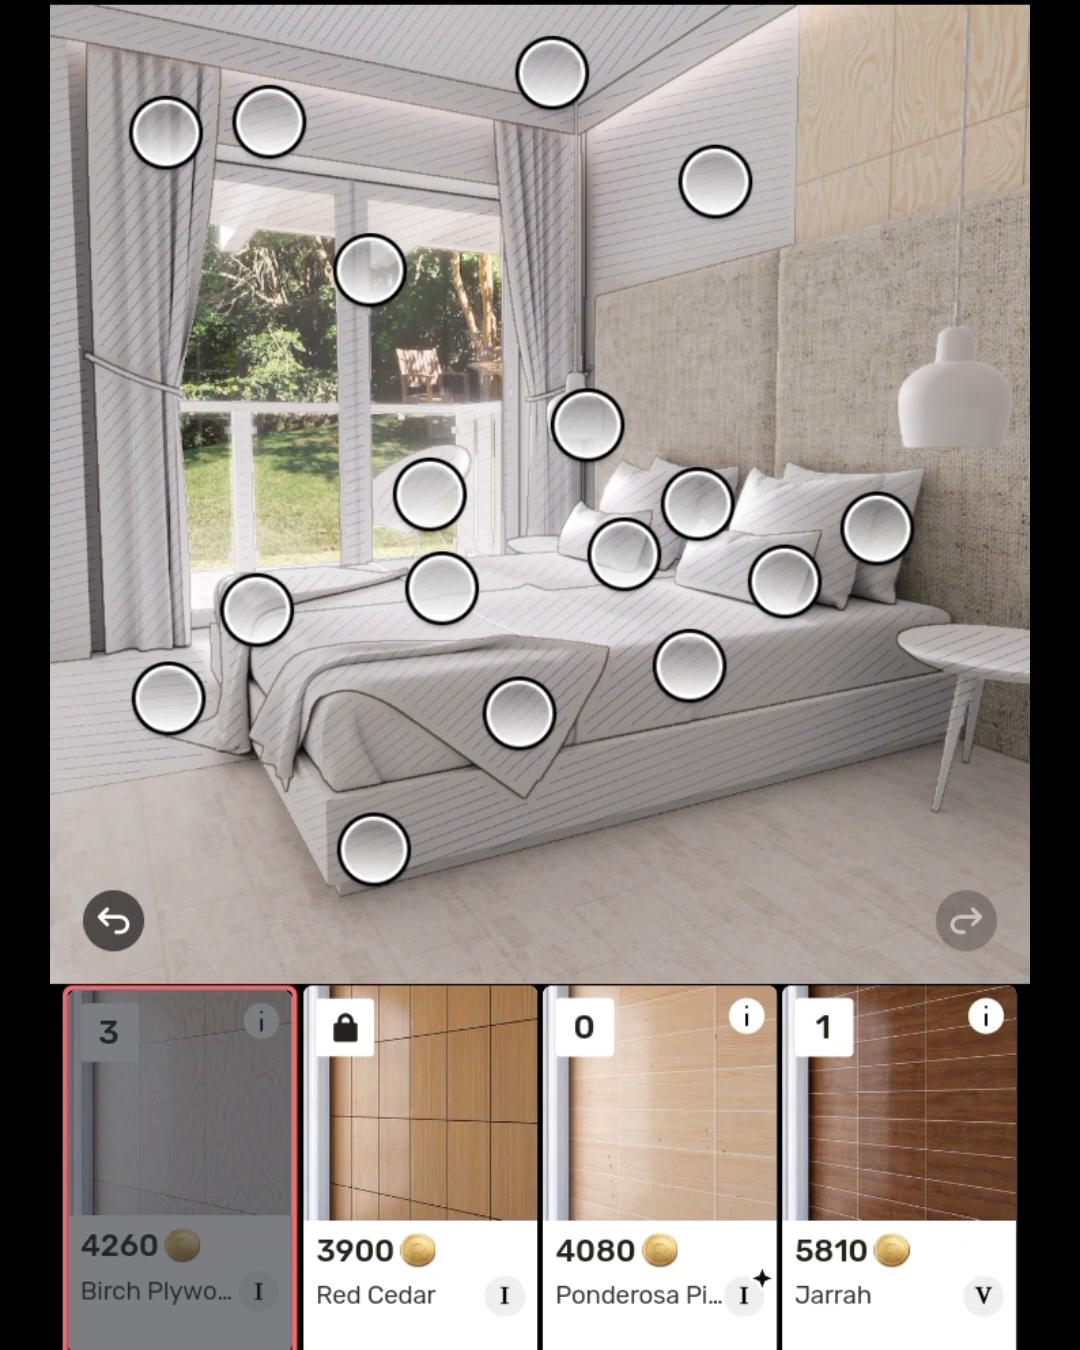 3
i
0
i
1
i
4260
Birch Plywo... I
3900
Red Cedar I
4080
Ponderosa Pi... I
5810
Jarrah V